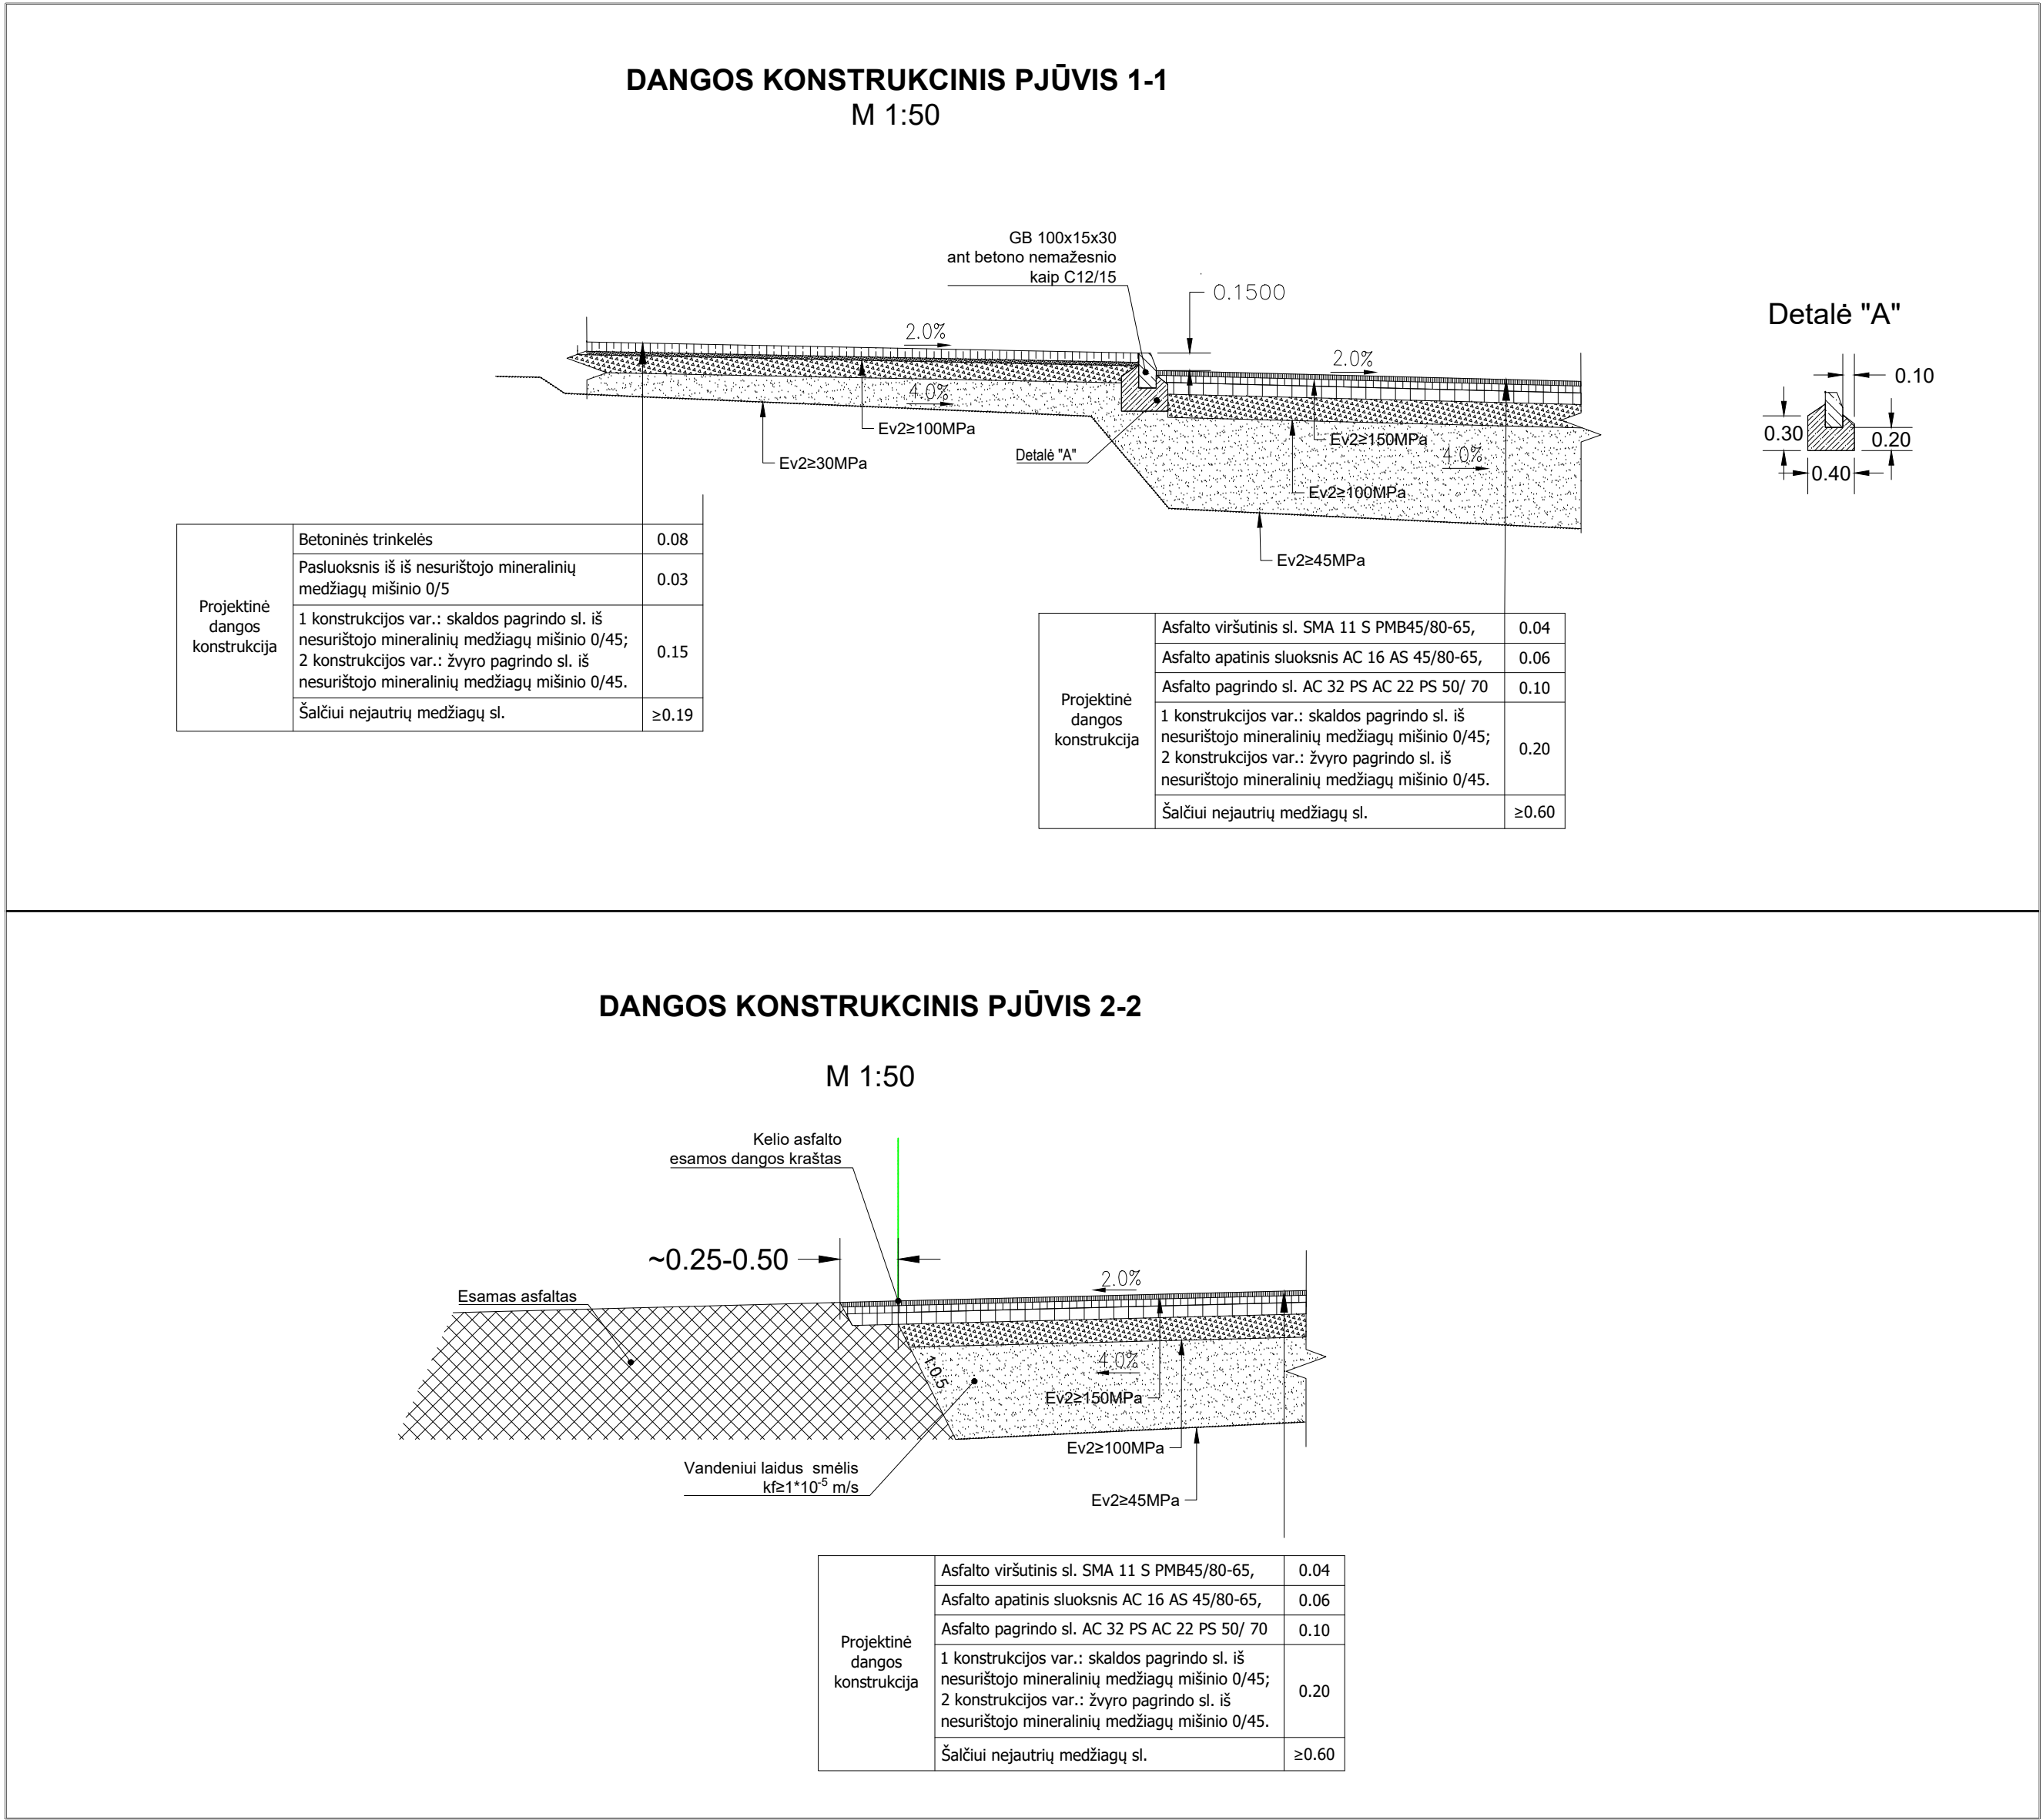 DANGOS KONSTRUKCINIS PJŪVIS 1-1
M 1:50
GB 100x15x30
ant betono nemažesnio
kaip C12/15
0.1500
2.0%
2.0%
4.0%
4.0%
Ev2≥100MPa
Ev2≥30MPa
Detalė "A"
Ev2≥150MPa
Ev2≥100MPa
Ev2≥45MPa
Detalė "A"
0.10
0.30
0.20
0.40
Projektinė
dangos
konstrukcija
Betoninės trinkelės 0.08
Pasluoksnis iš iš nesurištojo mineralinių
medžiagų mišinio 0/5
0.03
1 konstrukcijos var.: skaldos pagrindo sl. iš
nesurištojo mineralinių medžiagų mišinio 0/45;
2 konstrukcijos var.: žvyro pagrindo sl. iš
nesurištojo mineralinių medžiagų mišinio 0/45.
0.15
Šalčiui nejautrių medžiagų sl. ≥0.19
Projektinė
dangos
konstrukcija
Asfalto viršutinis sl. SMA 11 S PMB45/80-65, 0.04
Asfalto apatinis sluoksnis AC 16 AS 45/80-65, 0.06
Asfalto pagrindo sl. AC 32 PS AC 22 PS 50/ 70 0.10
1 konstrukcijos var.: skaldos pagrindo sl. iš
nesurištojo mineralinių medžiagų mišinio 0/45;
2 konstrukcijos var.: žvyro pagrindo sl. iš
nesurištojo mineralinių medžiagų mišinio 0/45.
0.20
Šalčiui nejautrių medžiagų sl. ≥0.60
DANGOS KONSTRUKCINIS PJŪVIS 2-2
M 1:50
Kelio asfalto
esamos dangos kraštas
~0.25-0.50
Esamas asfaltas
2.0%
1:0.5
4.0%
Ev2≥150MPa
Ev2≥100MPa
Ev2≥45MPa
Vandeniui laidus smėlis
kf≥1*10⁻⁵ m/s
Projektinė
dangos
konstrukcija
Asfalto viršutinis sl. SMA 11 S PMB45/80-65, 0.04
Asfalto apatinis sluoksnis AC 16 AS 45/80-65, 0.06
Asfalto pagrindo sl. AC 32 PS AC 22 PS 50/ 70 0.10
1 konstrukcijos var.: skaldos pagrindo sl. iš
nesurištojo mineralinių medžiagų mišinio 0/45;
2 konstrukcijos var.: žvyro pagrindo sl. iš
nesurištojo mineralinių medžiagų mišinio 0/45.
0.20
Šalčiui nejautrių medžiagų sl. ≥0.60